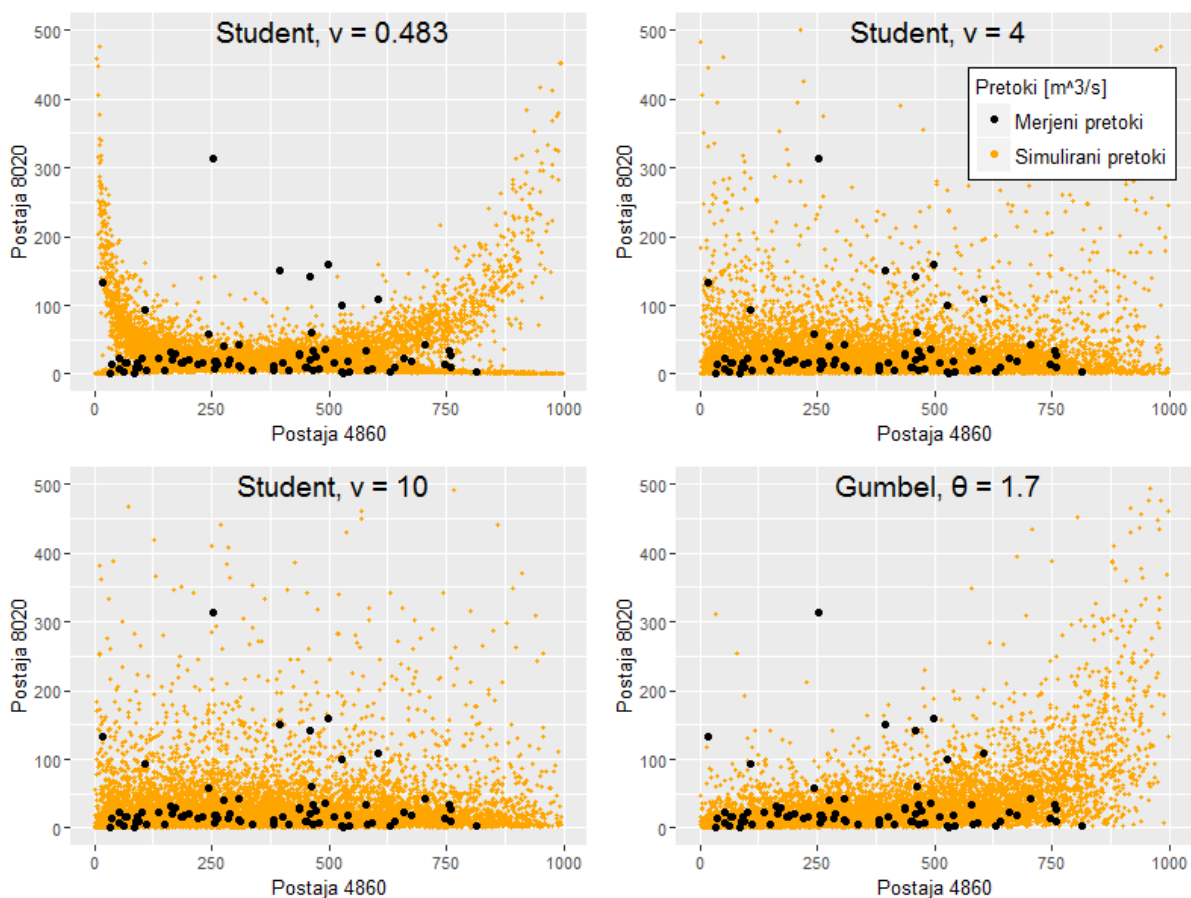 Student, ν = 0.483
500
400
300
200
100
0
Postaja 8020
0
250
500
750
1000
Postaja 4860
Student, ν = 4
Pretoki [m^3/s]
Merjeni pretoki
Simulirani pretoki
500
400
300
200
100
0
Postaja 8020
0
250
500
750
1000
Postaja 4860
Student, ν = 10
500
400
300
200
100
0
Postaja 8020
0
250
500
750
1000
Postaja 4860
Gumbel, θ = 1.7
500
400
300
200
100
0
Postaja 8020
0
250
500
750
1000
Postaja 4860